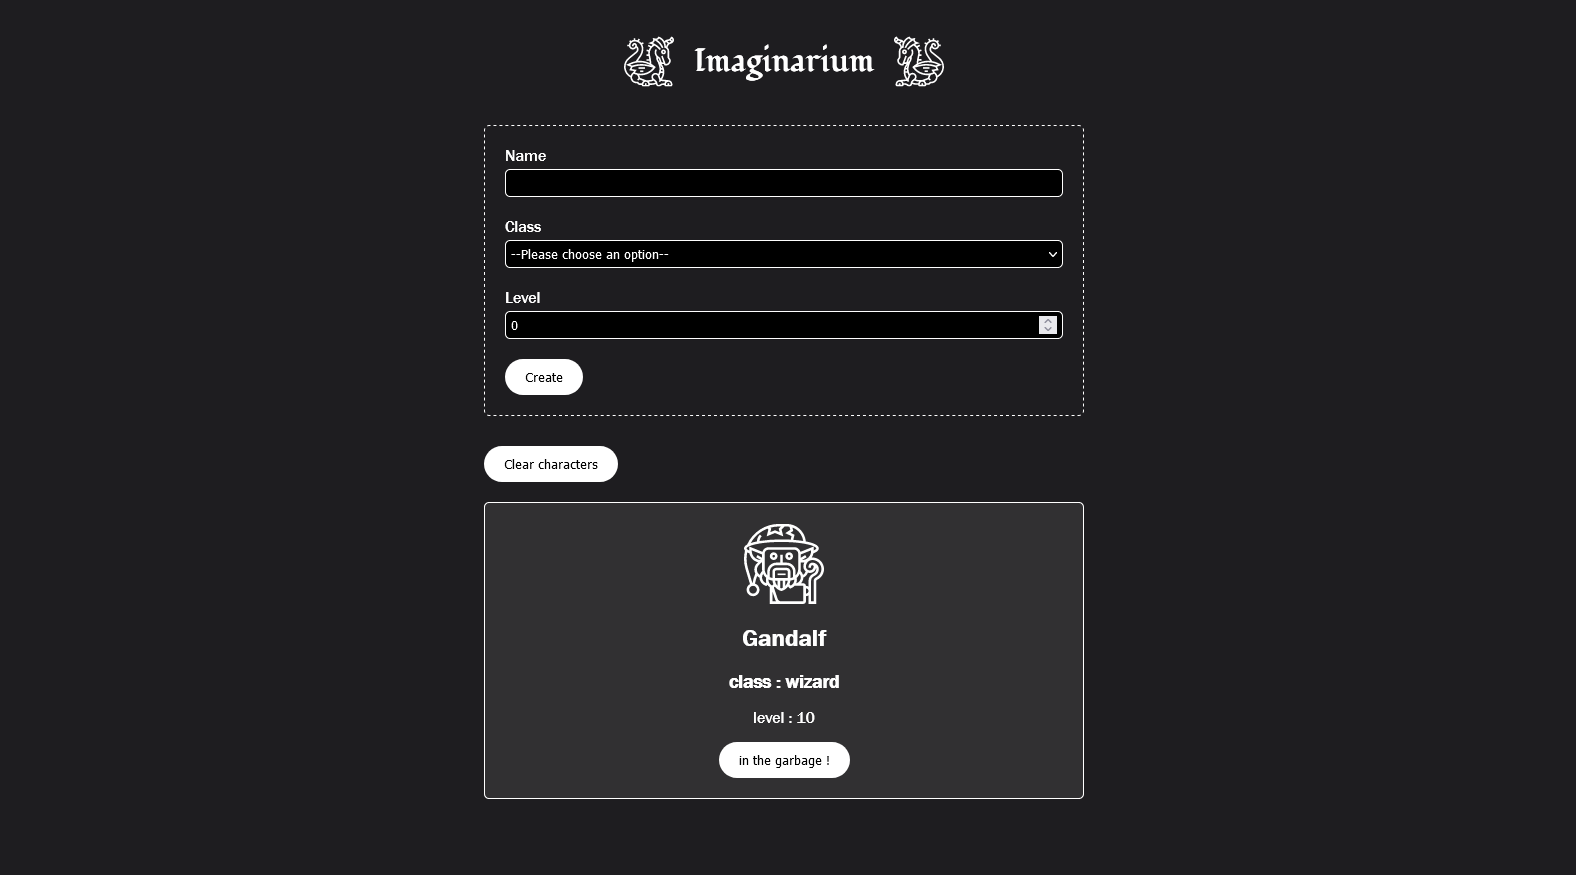 Imaginarium
Name
Class
--Please choose an option--
Level
0
Create
Clear characters
Gandalf
class : wizard
level : 10
in the garbage !